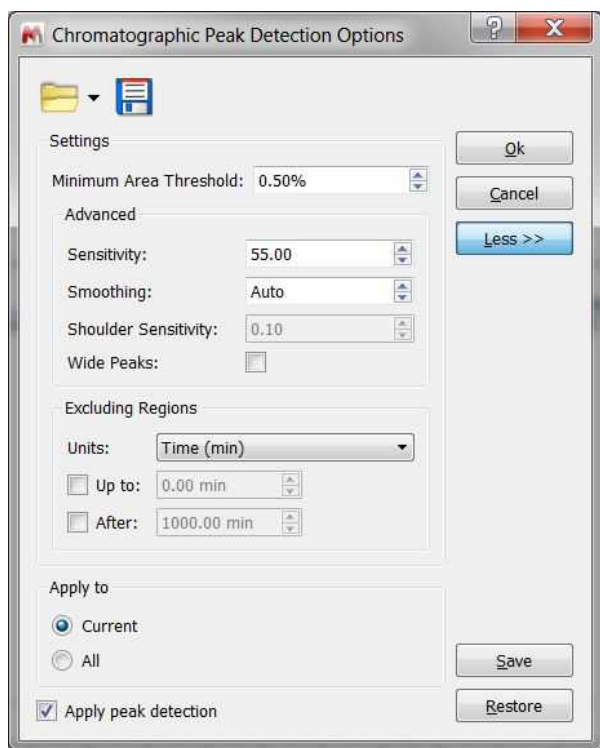 Chromatographic Peak Detection Options
Settings
Minimum Area Threshold: 0.50%
Advanced
Sensitivity: 55.00
Smoothing: Auto
Shoulder Sensitivity: 0.10
Wide Peaks:
Excluding Regions
Units: Time (min)
Up to: 0.00 min
After: 1000.00 min
Apply to
Current
All
Apply peak detection
Ok
Cancel
Less >>
Save
Restore